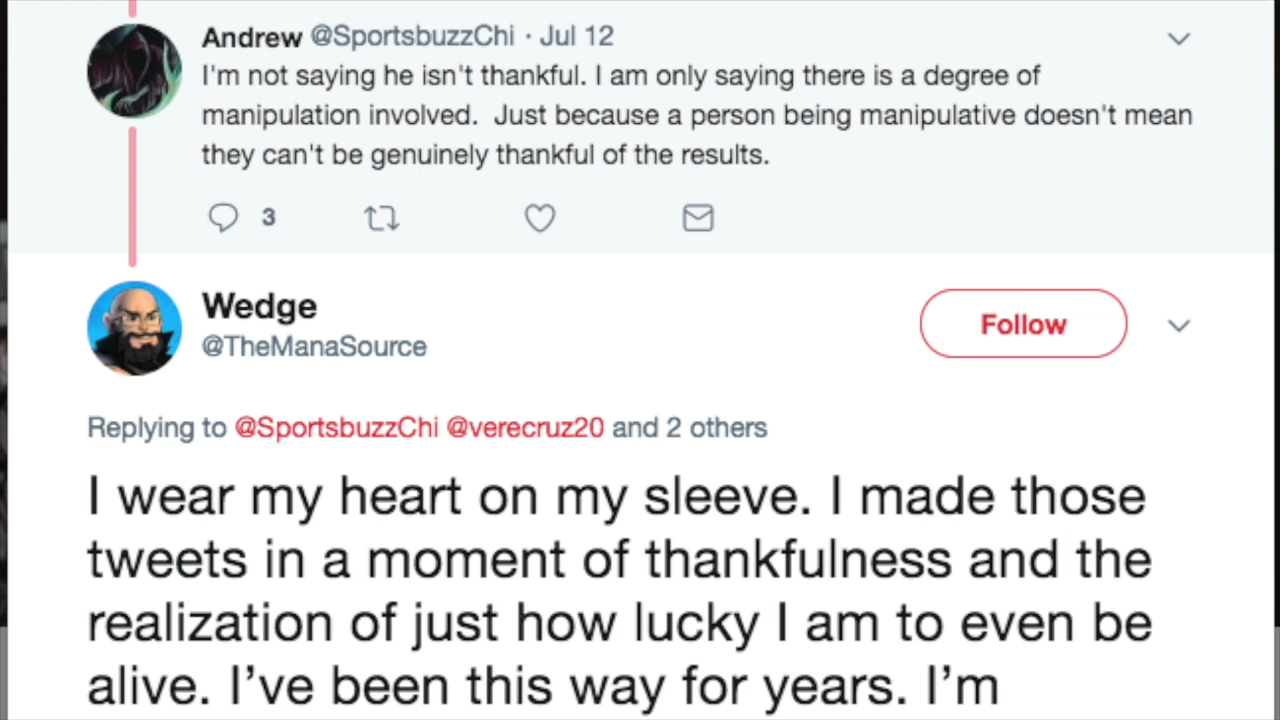 Andrew @SportsbuzzChi · Jul 12
I'm not saying he isn't thankful. I am only saying there is a degree of
manipulation involved.  Just because a person being manipulative doesn't mean
they can't be genuinely thankful of the results.
3
Wedge
@TheManaSource
Follow
Replying to @SportsbuzzChi @verecruz20 and 2 others
I wear my heart on my sleeve. I made those
tweets in a moment of thankfulness and the
realization of just how lucky I am to even be
alive. I’ve been this way for years. I’m